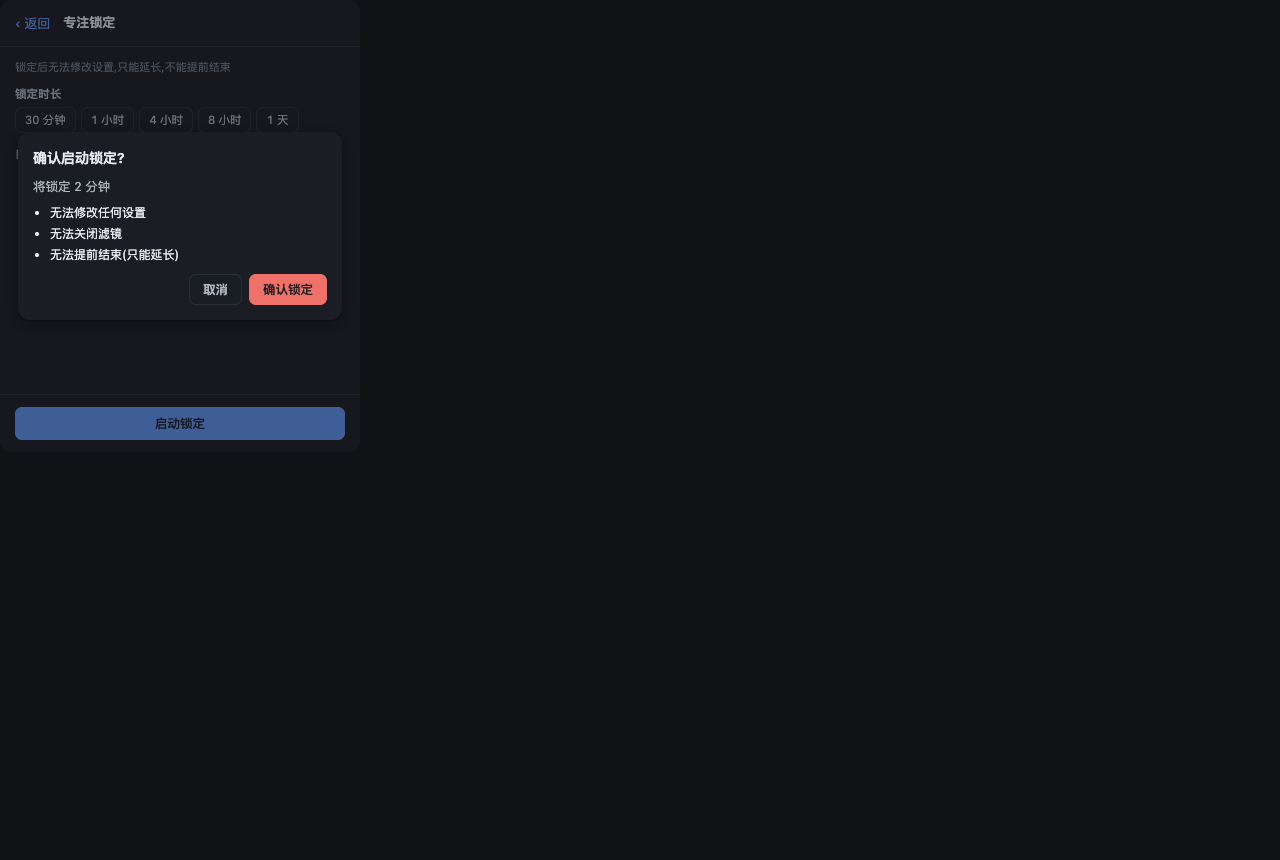 ‹ 返回 专注锁定
锁定后无法修改设置,只能延长,不能提前结束
锁定时长
30 分钟 1 小时 4 小时 8 小时 1 天
确认启动锁定?
将锁定 2 分钟
• 无法修改任何设置
• 无法关闭滤镜
• 无法提前结束(只能延长)
取消 确认锁定
启动锁定